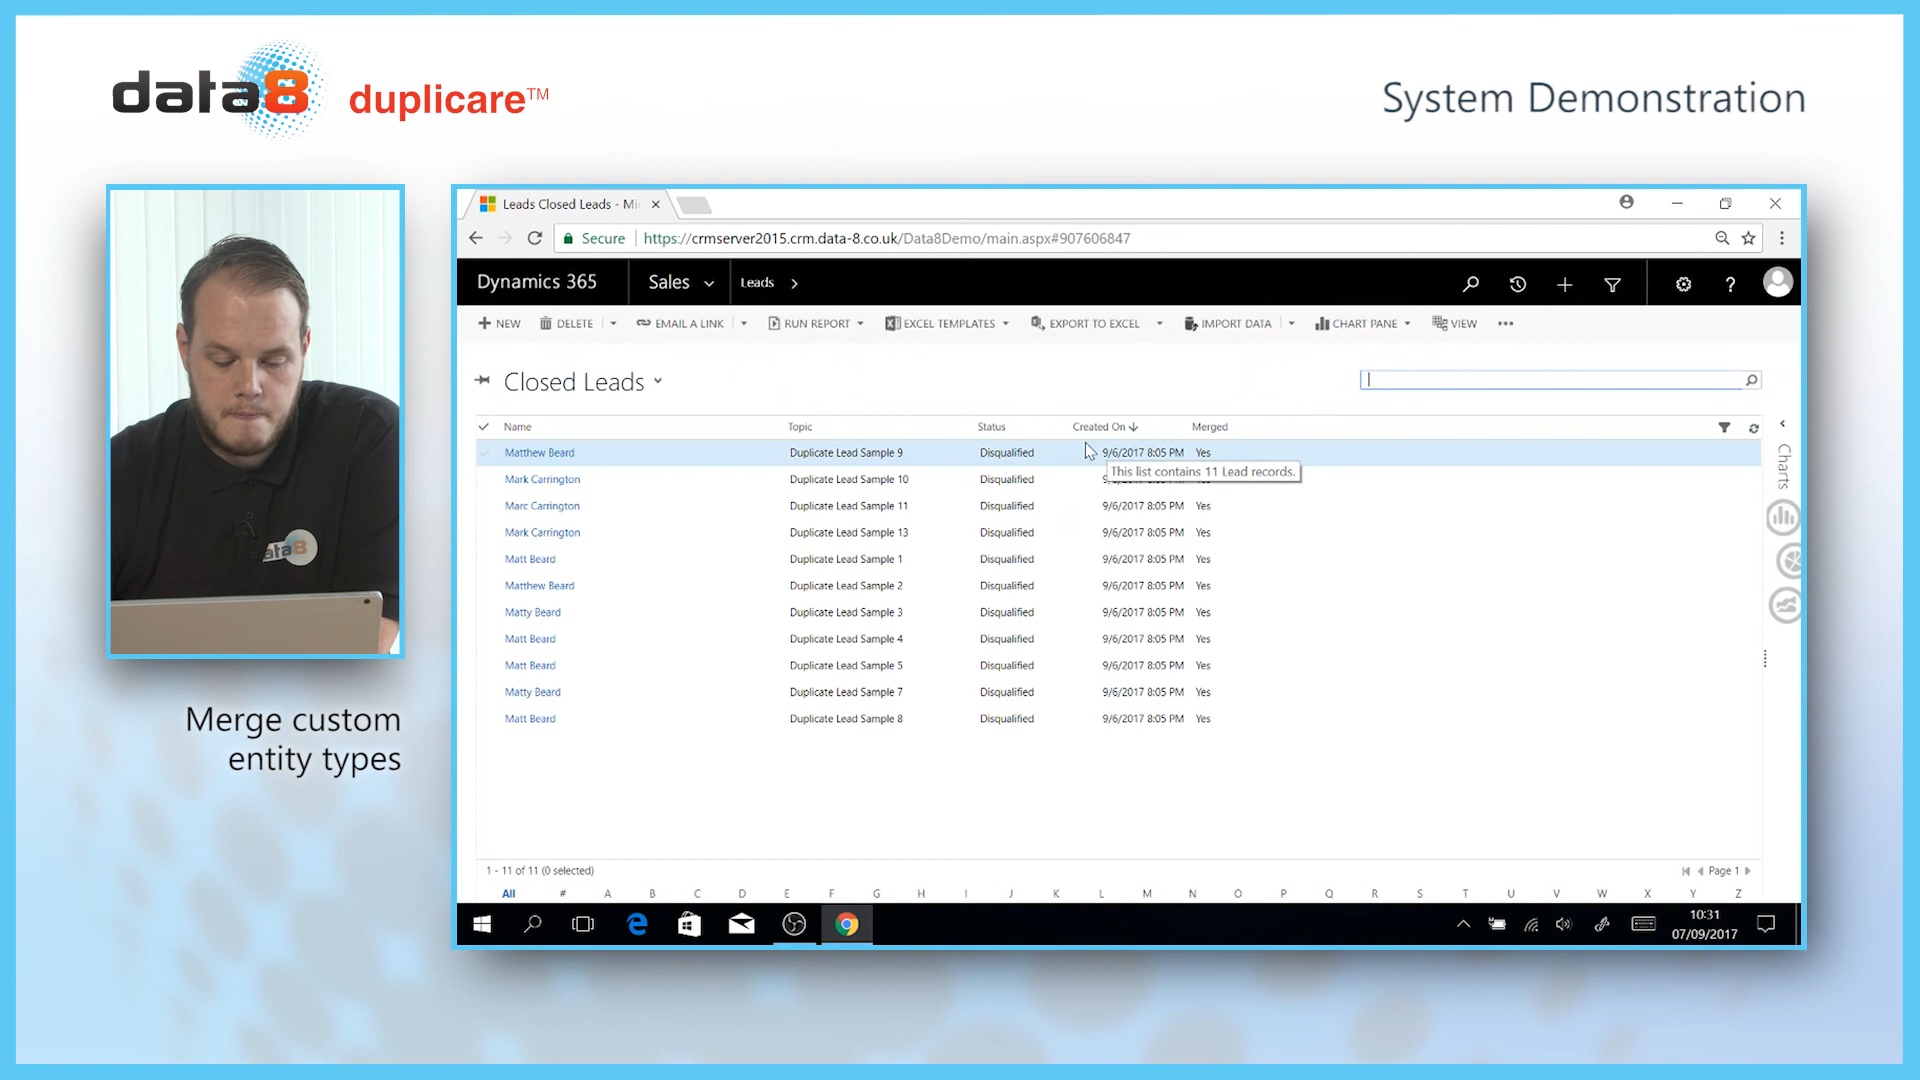 data8 duplicare™
System Demonstration
Leads Closed Leads - Mic
Secure https://crmserver2015.crm.data-8.co.uk/Data8Demo/main.aspx#907606847
Dynamics 365 Sales Leads
NEW DELETE EMAIL A LINK RUN REPORT EXCEL TEMPLATES EXPORT TO EXCEL IMPORT DATA CHART PANE VIEW
Closed Leads
Name Topic Status Created On Merged
Matthew Beard Duplicate Lead Sample 9 Disqualified 9/6/2017 8:05 PM Yes
This list contains 11 Lead records.
Mark Carrington Duplicate Lead Sample 10 Disqualified
Marc Carrington Duplicate Lead Sample 11 Disqualified 9/6/2017 8:05 PM Yes
Mark Carrington Duplicate Lead Sample 13 Disqualified 9/6/2017 8:05 PM Yes
Matt Beard Duplicate Lead Sample 1 Disqualified 9/6/2017 8:05 PM Yes
Matthew Beard Duplicate Lead Sample 2 Disqualified 9/6/2017 8:05 PM Yes
Matty Beard Duplicate Lead Sample 3 Disqualified 9/6/2017 8:05 PM Yes
Matt Beard Duplicate Lead Sample 4 Disqualified 9/6/2017 8:05 PM Yes
Matt Beard Duplicate Lead Sample 5 Disqualified 9/6/2017 8:05 PM Yes
Matty Beard Duplicate Lead Sample 7 Disqualified 9/6/2017 8:05 PM Yes
Matt Beard Duplicate Lead Sample 8 Disqualified 9/6/2017 8:05 PM Yes
Charts
1 - 11 of 11 (0 selected) Page 1
All # A B C D E F G H I J K L M N O P Q R S T U V W X Y Z
10:31
07/09/2017
data8
Merge custom
entity types